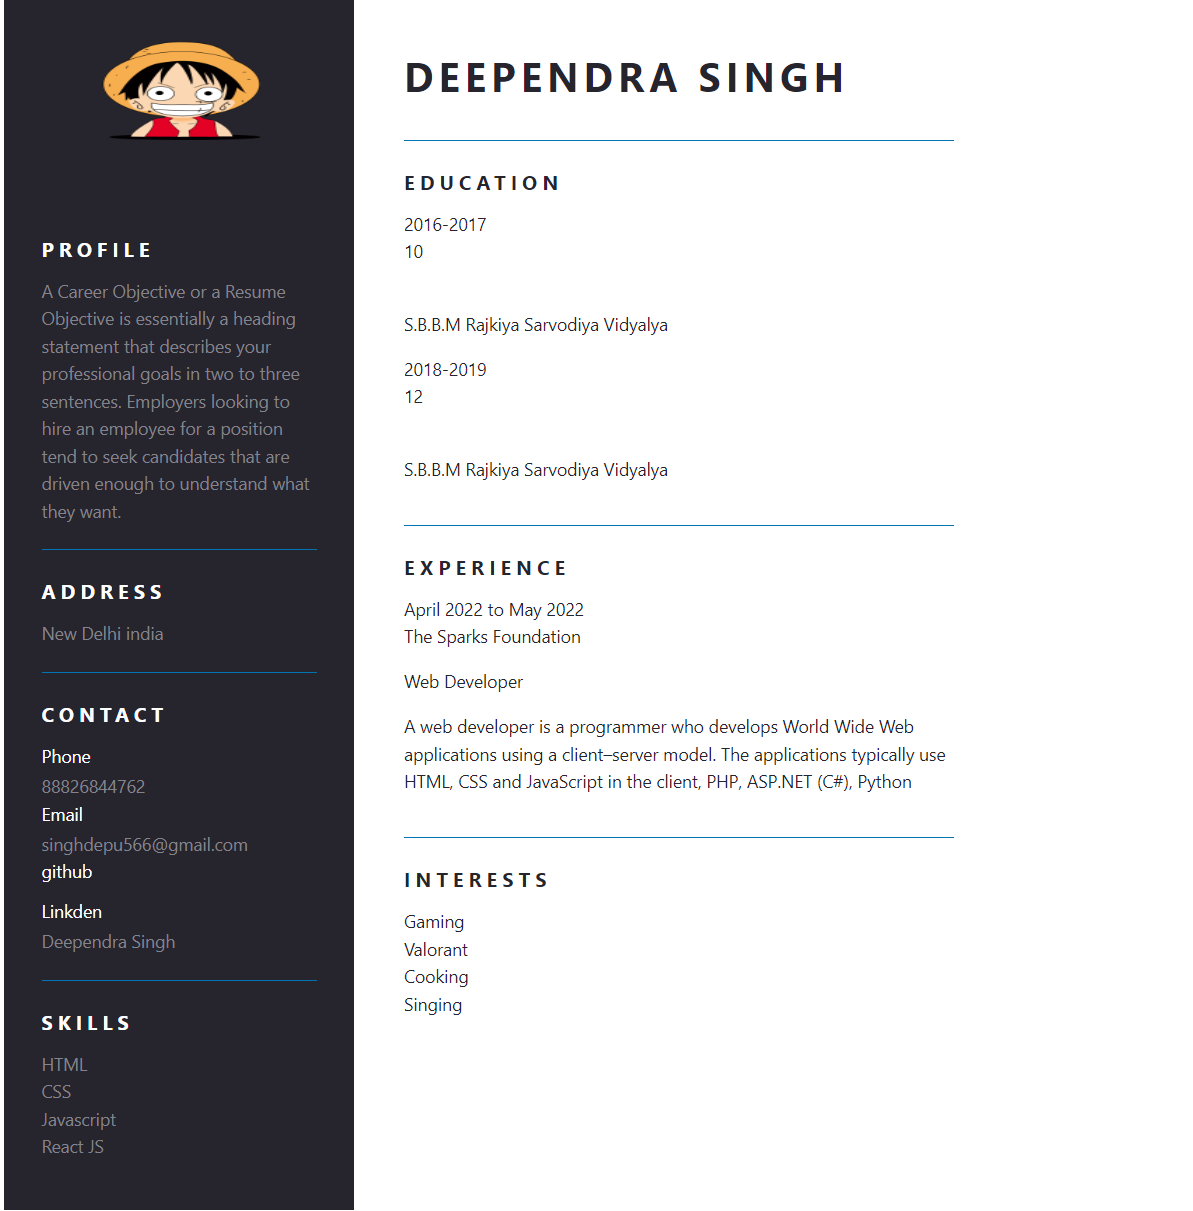 PROFILE
A Career Objective or a Resume
Objective is essentially a heading
statement that describes your
professional goals in two to three
sentences. Employers looking to
hire an employee for a position
tend to seek candidates that are
driven enough to understand what
they want.
ADDRESS
New Delhi india
CONTACT
Phone
88826844762
Email
singhdepu566@gmail.com
github
Linkden
Deependra Singh
SKILLS
HTML
CSS
Javascript
React JS
DEEPENDRA SINGH
EDUCATION
2016-2017
10
S.B.B.M Rajkiya Sarvodiya Vidyalya
2018-2019
12
S.B.B.M Rajkiya Sarvodiya Vidyalya
EXPERIENCE
April 2022 to May 2022
The Sparks Foundation
Web Developer
A web developer is a programmer who develops World Wide Web
applications using a client–server model. The applications typically use
HTML, CSS and JavaScript in the client, PHP, ASP.NET (C#), Python
INTERESTS
Gaming
Valorant
Cooking
Singing